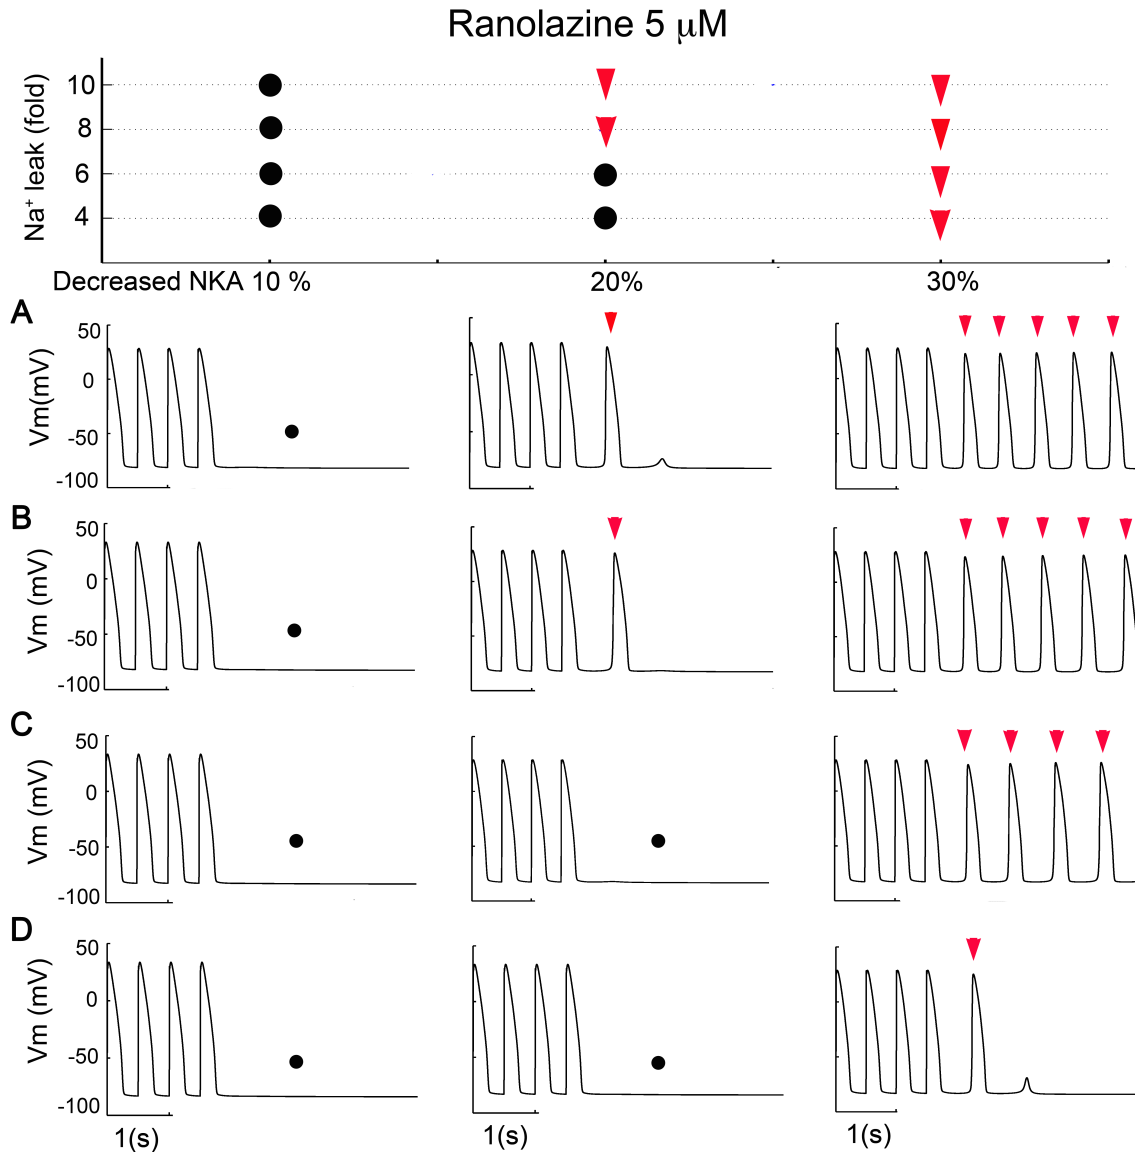 Ranolazine 5 μM
Na+ leak (fold)
10
8
6
4
Decreased NKA 10 % 20% 30%
A
Vm(mV)
50
0
-50
-100
B
Vm (mV)
50
0
-50
-100
C
Vm (mV)
50
0
-50
-100
D
Vm (mV)
50
0
-50
-100
1(s) 1(s) 1(s)